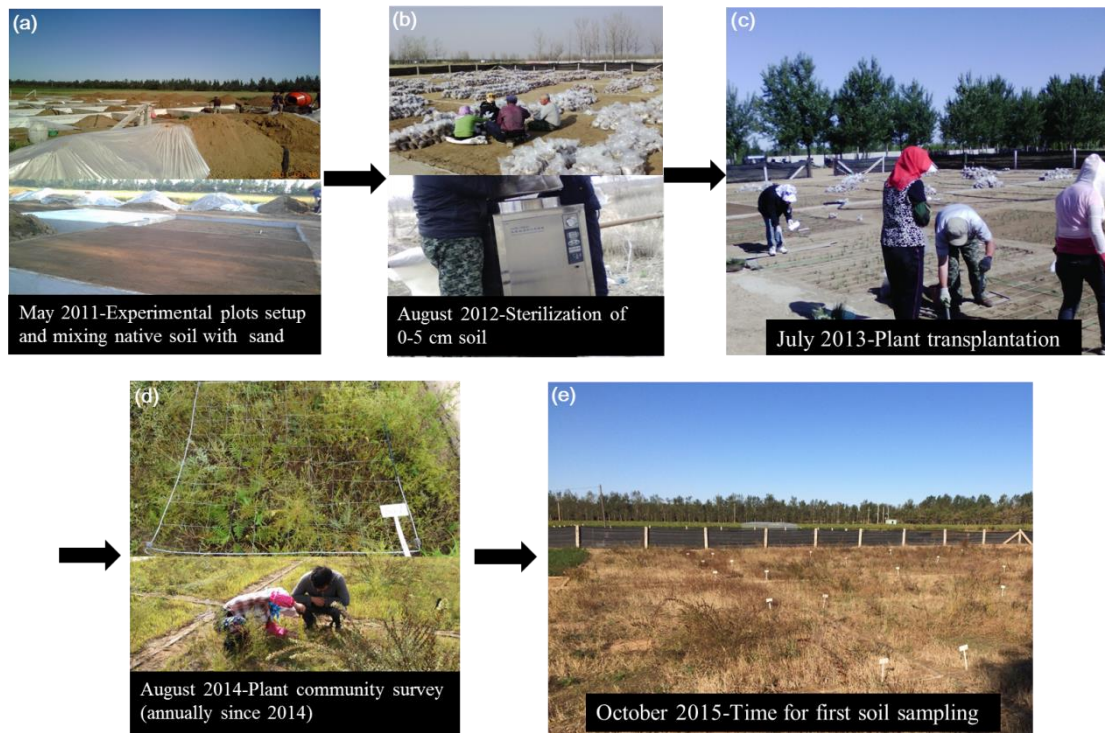 (a)
May 2011-Experimental plots setup
and mixing native soil with sand
(b)
August 2012-Sterilization of
0-5 cm soil
(c)
July 2013-Plant transplantation
(d)
August 2014-Plant community survey
(annually since 2014)
(e)
October 2015-Time for first soil sampling